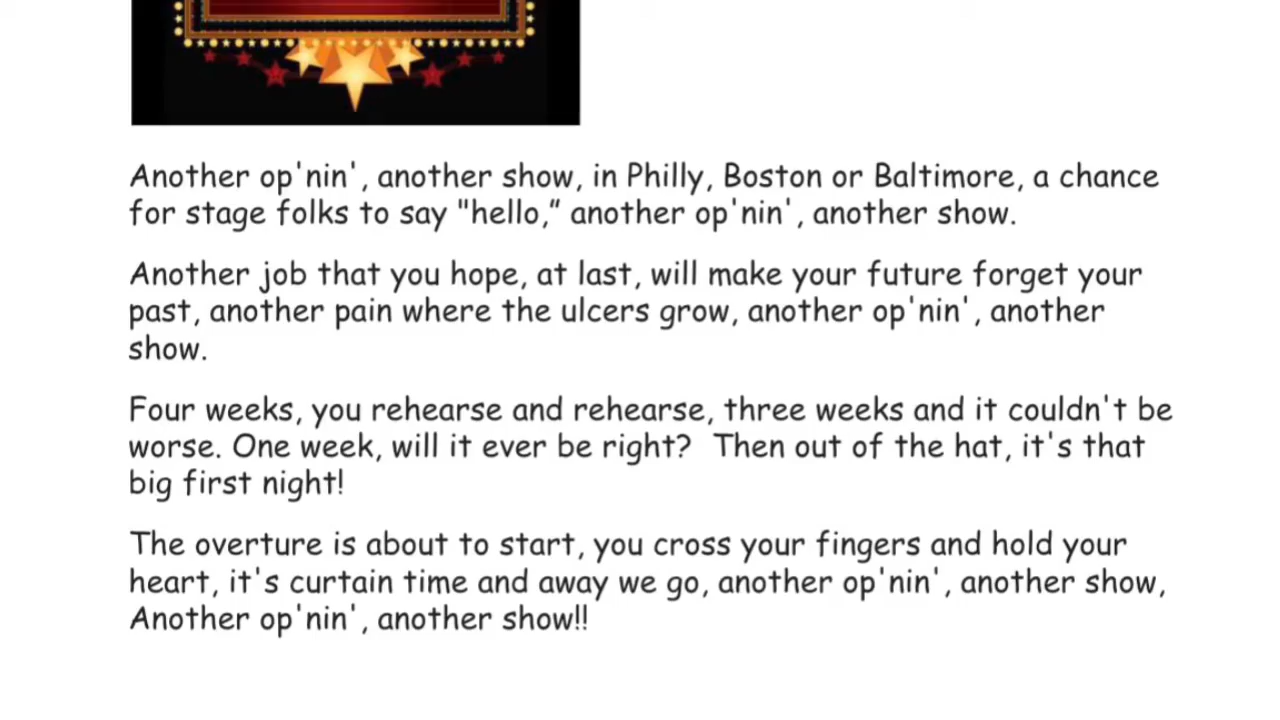 Another op'nin', another show, in Philly, Boston or Baltimore, a chance
for stage folks to say "hello,” another op'nin', another show.
Another job that you hope, at last, will make your future forget your
past, another pain where the ulcers grow, another op'nin', another
show.
Four weeks, you rehearse and rehearse, three weeks and it couldn't be
worse. One week, will it ever be right?  Then out of the hat, it's that
big first night!
The overture is about to start, you cross your fingers and hold your
heart, it's curtain time and away we go, another op'nin', another show,
Another op'nin', another show!!